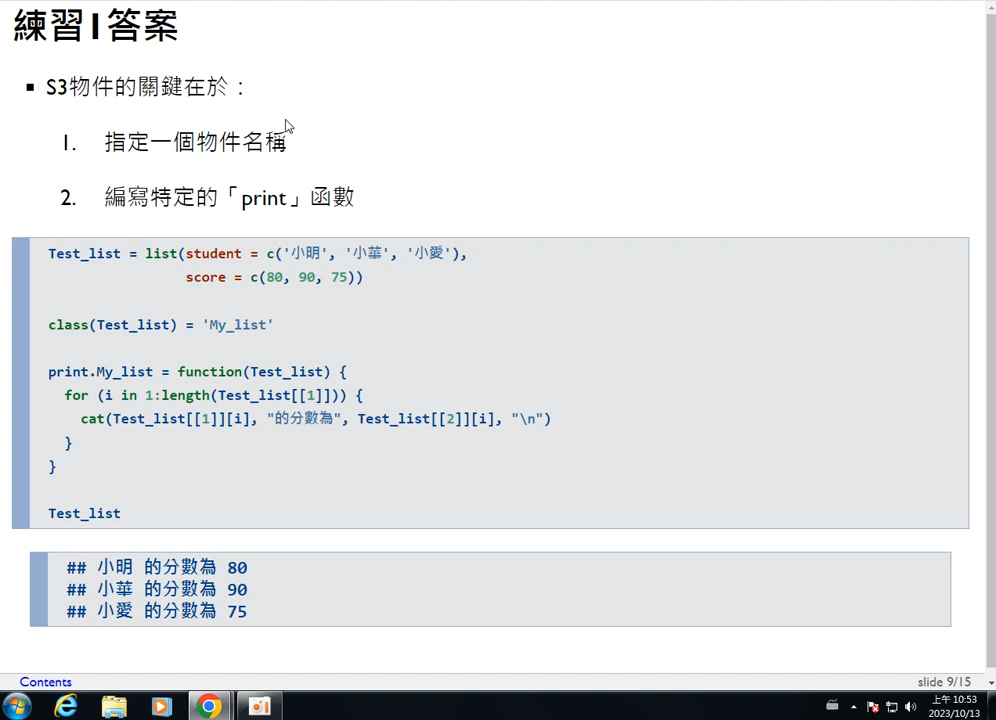 練習1答案
▪ S3物件的關鍵在於：
1. 指定一個物件名稱
2. 編寫特定的「print」函數
Test_list = list(student = c('小明', '小華', '小愛'),
                 score = c(80, 90, 75))
class(Test_list) = 'My_list'
print.My_list = function(Test_list) {
  for (i in 1:length(Test_list[[1]])) {
    cat(Test_list[[1]][i], "的分數為", Test_list[[2]][i], "\n")
  }
}
Test_list
## 小明 的分數為 80
## 小華 的分數為 90
## 小愛 的分數為 75
Contents
slide 9/15
上午 10:53
2023/10/13